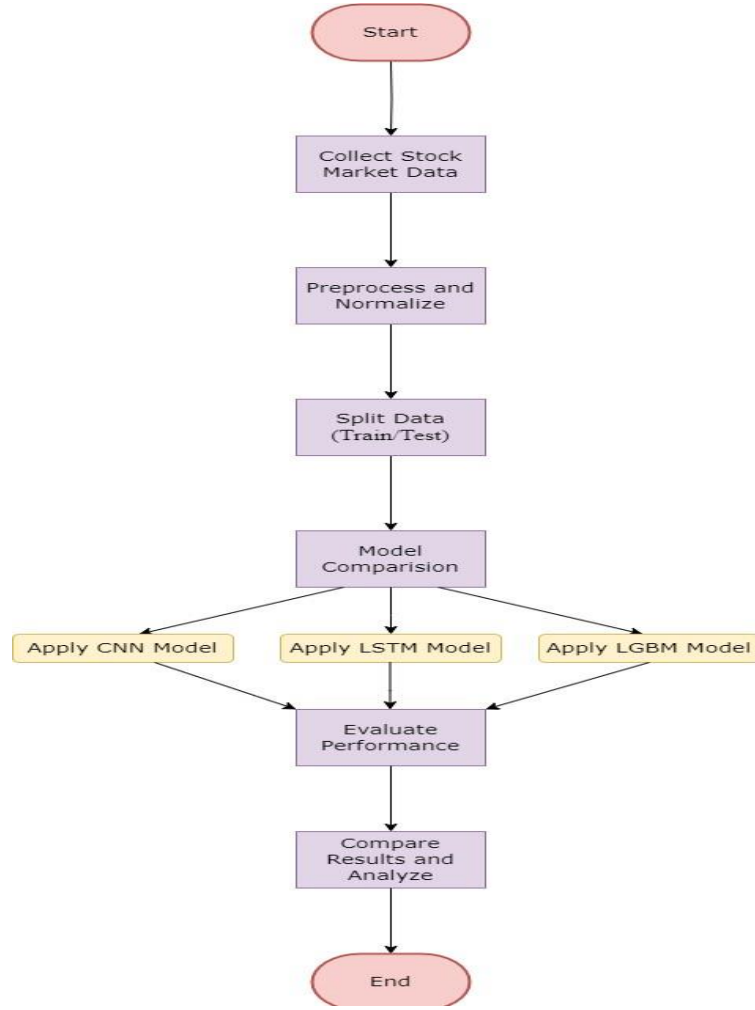 Start
Collect Stock
Market Data
Preprocess and
Normalize
Split Data
(Train/Test)
Model
Comparision
Apply CNN Model
Apply LSTM Model
Apply LGBM Model
Evaluate
Performance
Compare
Results and
Analyze
End